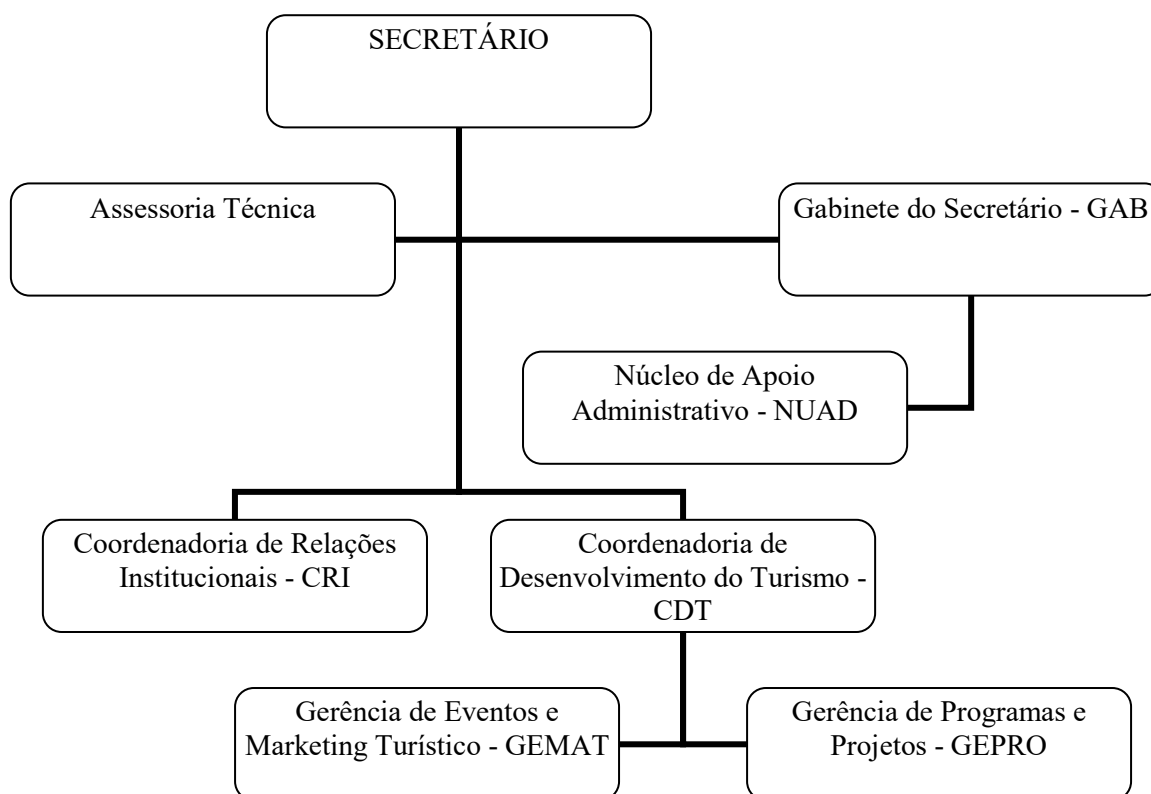 SECRETÁRIO
Assessoria Técnica
Gabinete do Secretário - GAB
Núcleo de Apoio
Administrativo - NUAD
Coordenadoria de Relações
Institucionais - CRI
Coordenadoria de
Desenvolvimento do Turismo -
CDT
Gerência de Eventos e
Marketing Turístico - GEMAT
Gerência de Programas e
Projetos - GEPRO